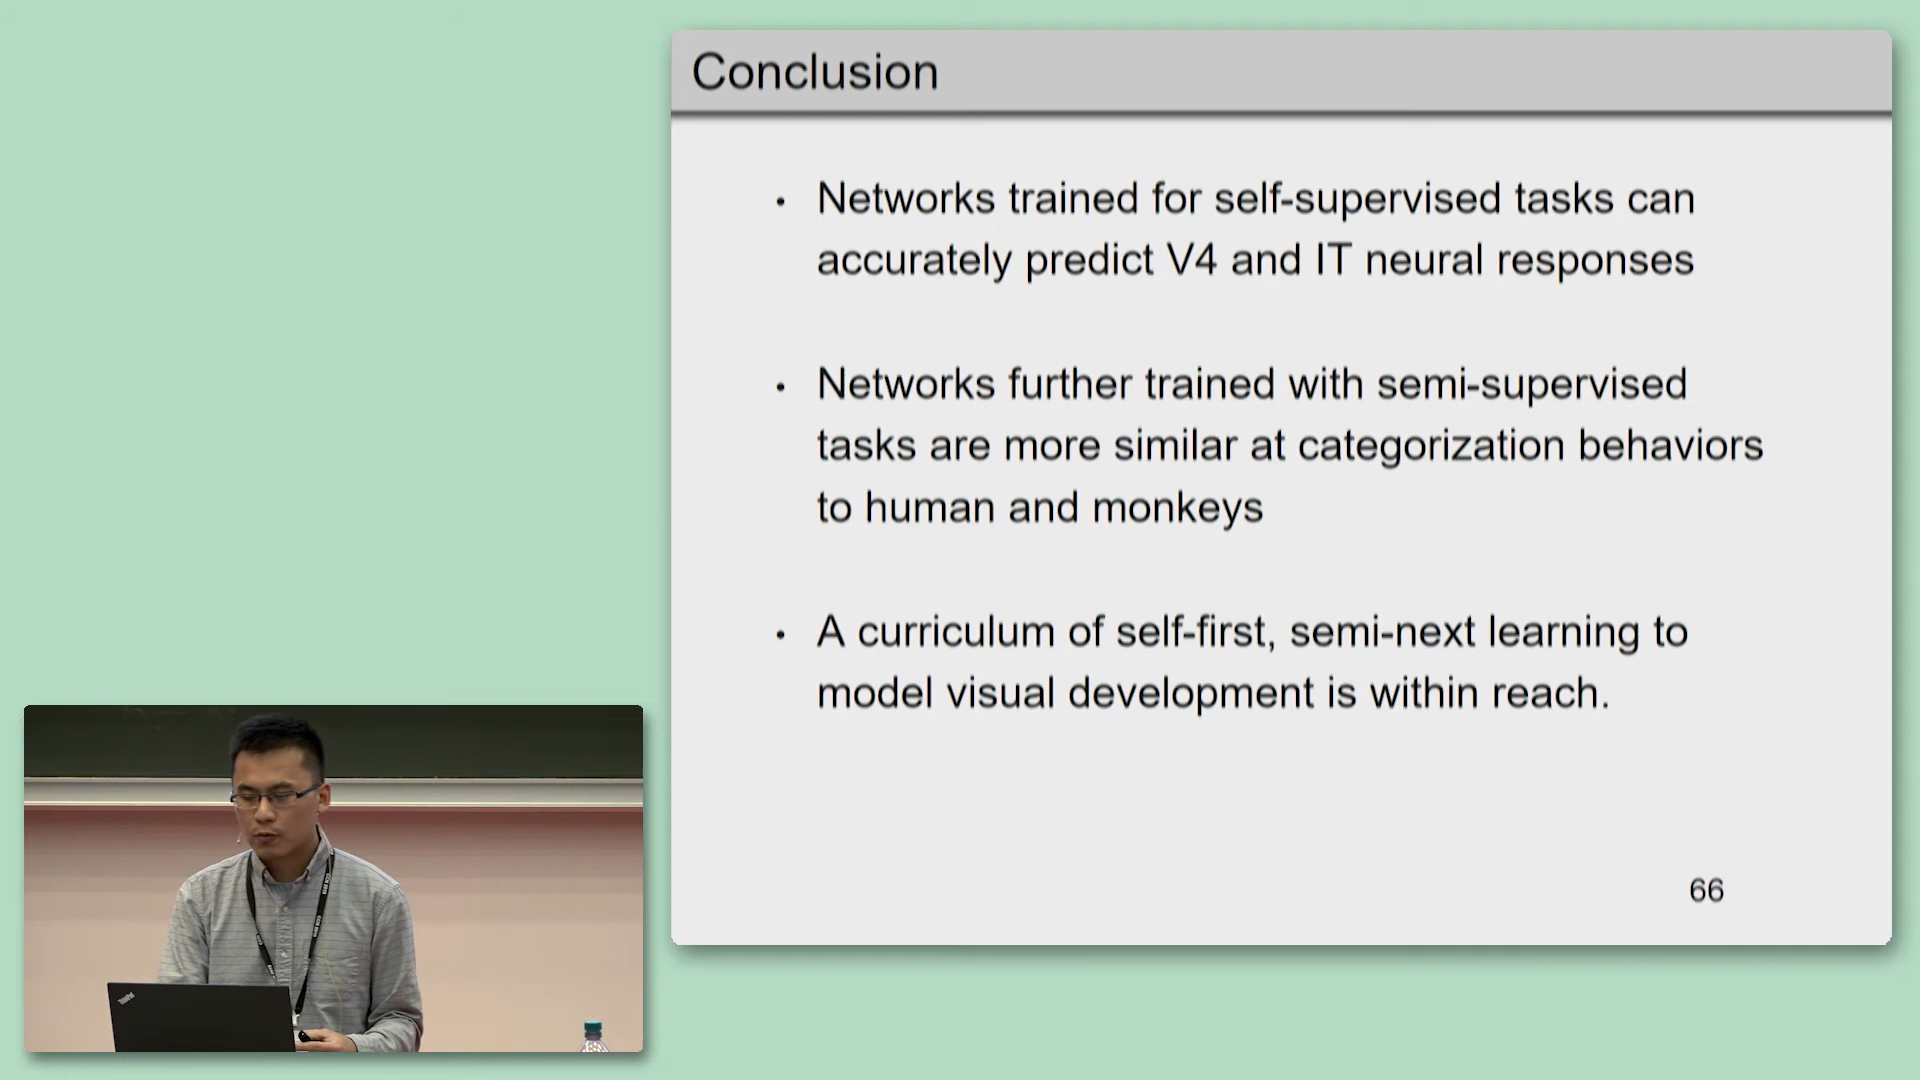 Conclusion
• Networks trained for self-supervised tasks can
accurately predict V4 and IT neural responses
• Networks further trained with semi-supervised
tasks are more similar at categorization behaviors
to human and monkeys
• A curriculum of self-first, semi-next learning to
model visual development is within reach.
66
ThinkPad